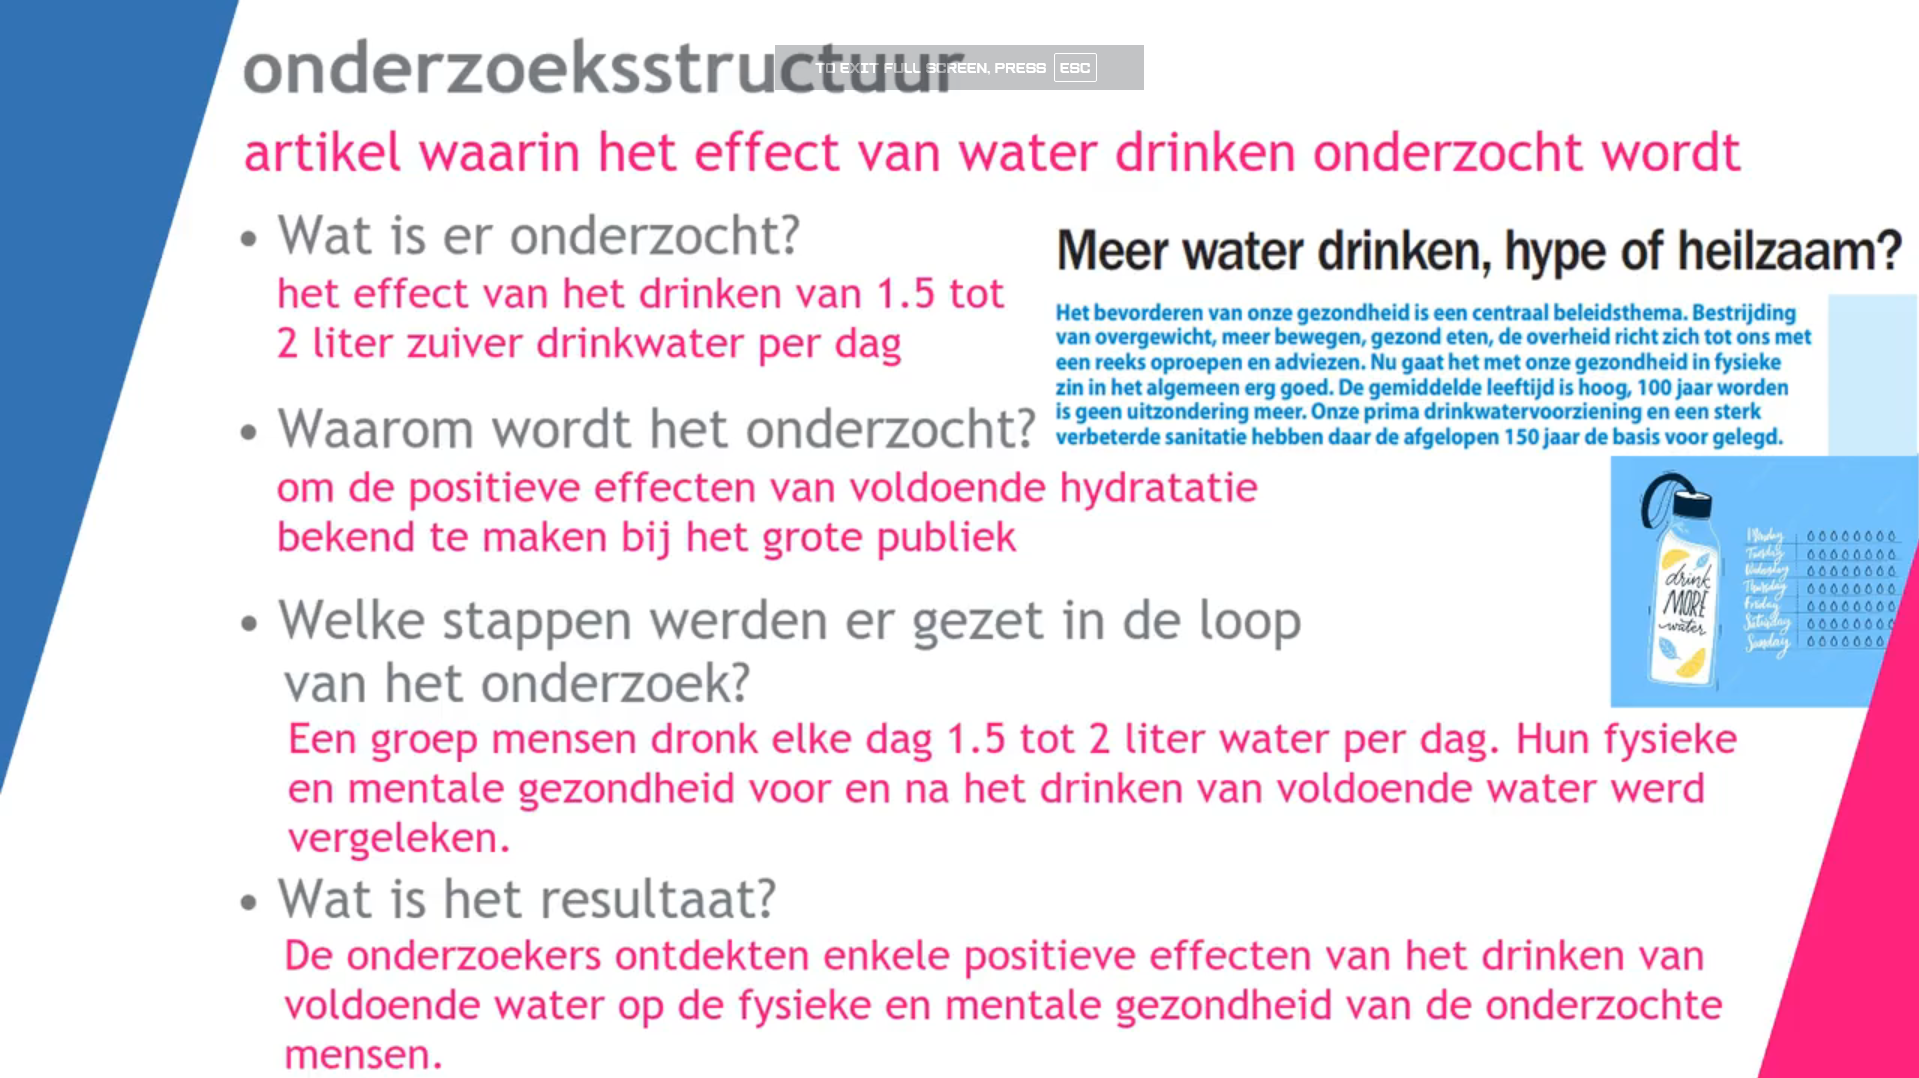 onderzoeksstructuur
TO EXIT FULL SCREEN, PRESS ESC
artikel waarin het effect van water drinken onderzocht wordt
• Wat is er onderzocht?
het effect van het drinken van 1.5 tot
2 liter zuiver drinkwater per dag
Meer water drinken, hype of heilzaam?
Het bevorderen van onze gezondheid is een centraal beleidsthema. Bestrijding
van overgewicht, meer bewegen, gezond eten, de overheid richt zich tot ons met
een reeks oproepen en adviezen. Nu gaat het met onze gezondheid in fysieke
zin in het algemeen erg goed. De gemiddelde leeftijd is hoog, 100 jaar worden
is geen uitzondering meer. Onze prima drinkwatervoorziening en een sterk
verbeterde sanitatie hebben daar de afgelopen 150 jaar de basis voor gelegd.
• Waarom wordt het onderzocht?
om de positieve effecten van voldoende hydratatie
bekend te maken bij het grote publiek
drink
MORE
water
Monday
Tuesday
Wednesday
Thursday
Friday
Saturday
Sunday
• Welke stappen werden er gezet in de loop
van het onderzoek?
Een groep mensen dronk elke dag 1.5 tot 2 liter water per dag. Hun fysieke
en mentale gezondheid voor en na het drinken van voldoende water werd
vergeleken.
• Wat is het resultaat?
De onderzoekers ontdekten enkele positieve effecten van het drinken van
voldoende water op de fysieke en mentale gezondheid van de onderzochte
mensen.